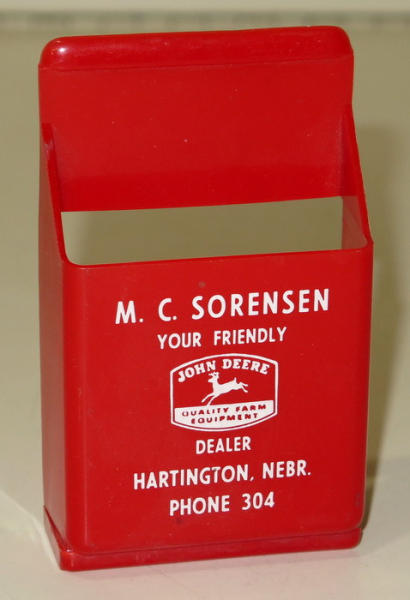 M. C. SORENSEN
YOUR FRIENDLY
JOHN DEERE
QUALITY FARM
EQUIPMENT
DEALER
HARTINGTON, NEBR.
PHONE 304